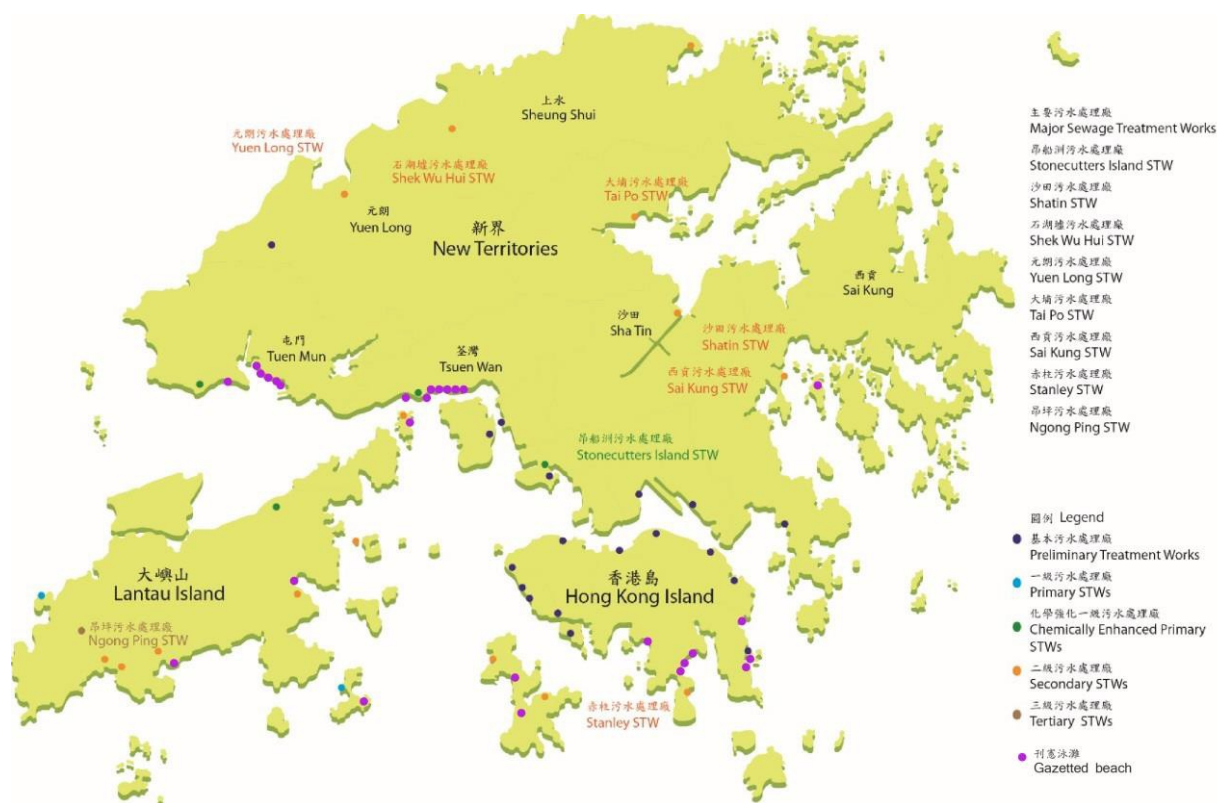 上水
Sheung Shui
元朗污水處理廠
Yuen Long STW
石湖墟污水處理廠
Shek Wu Hui STW
大埔污水處理廠
Tai Po STW
元朗
Yuen Long
新界
New Territories
西貢
Sai Kung
沙田
Sha Tin
沙田污水處理廠
Shatin STW
屯門
Tuen Mun
荃灣
Tsuen Wan
西貢污水處理廠
Sai Kung STW
昂船洲污水處理廠
Stonecutters Island STW
大嶼山
Lantau Island
香港島
Hong Kong Island
昂坪污水處理廠
Ngong Ping STW
赤柱污水處理廠
Stanley STW
主要污水處理廠
Major Sewage Treatment Works
昂船洲污水處理廠
Stonecutters Island STW
沙田污水處理廠
Shatin STW
石湖墟污水處理廠
Shek Wu Hui STW
元朗污水處理廠
Yuen Long STW
大埔污水處理廠
Tai Po STW
西貢污水處理廠
Sai Kung STW
赤柱污水處理廠
Stanley STW
昂坪污水處理廠
Ngong Ping STW
圖例 Legend
基本污水處理廠
Preliminary Treatment Works
一級污水處理廠
Primary STWs
化學強化一級污水處理廠
Chemically Enhanced Primary
STWs
二級污水處理廠
Secondary STWs
三級污水處理廠
Tertiary STWs
刊憲泳灘
Gazetted beach